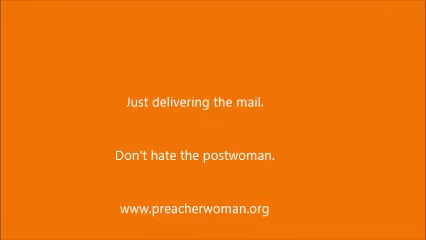 Just delivering the mail.
Don't hate the postwoman.
www.preacherwoman.org